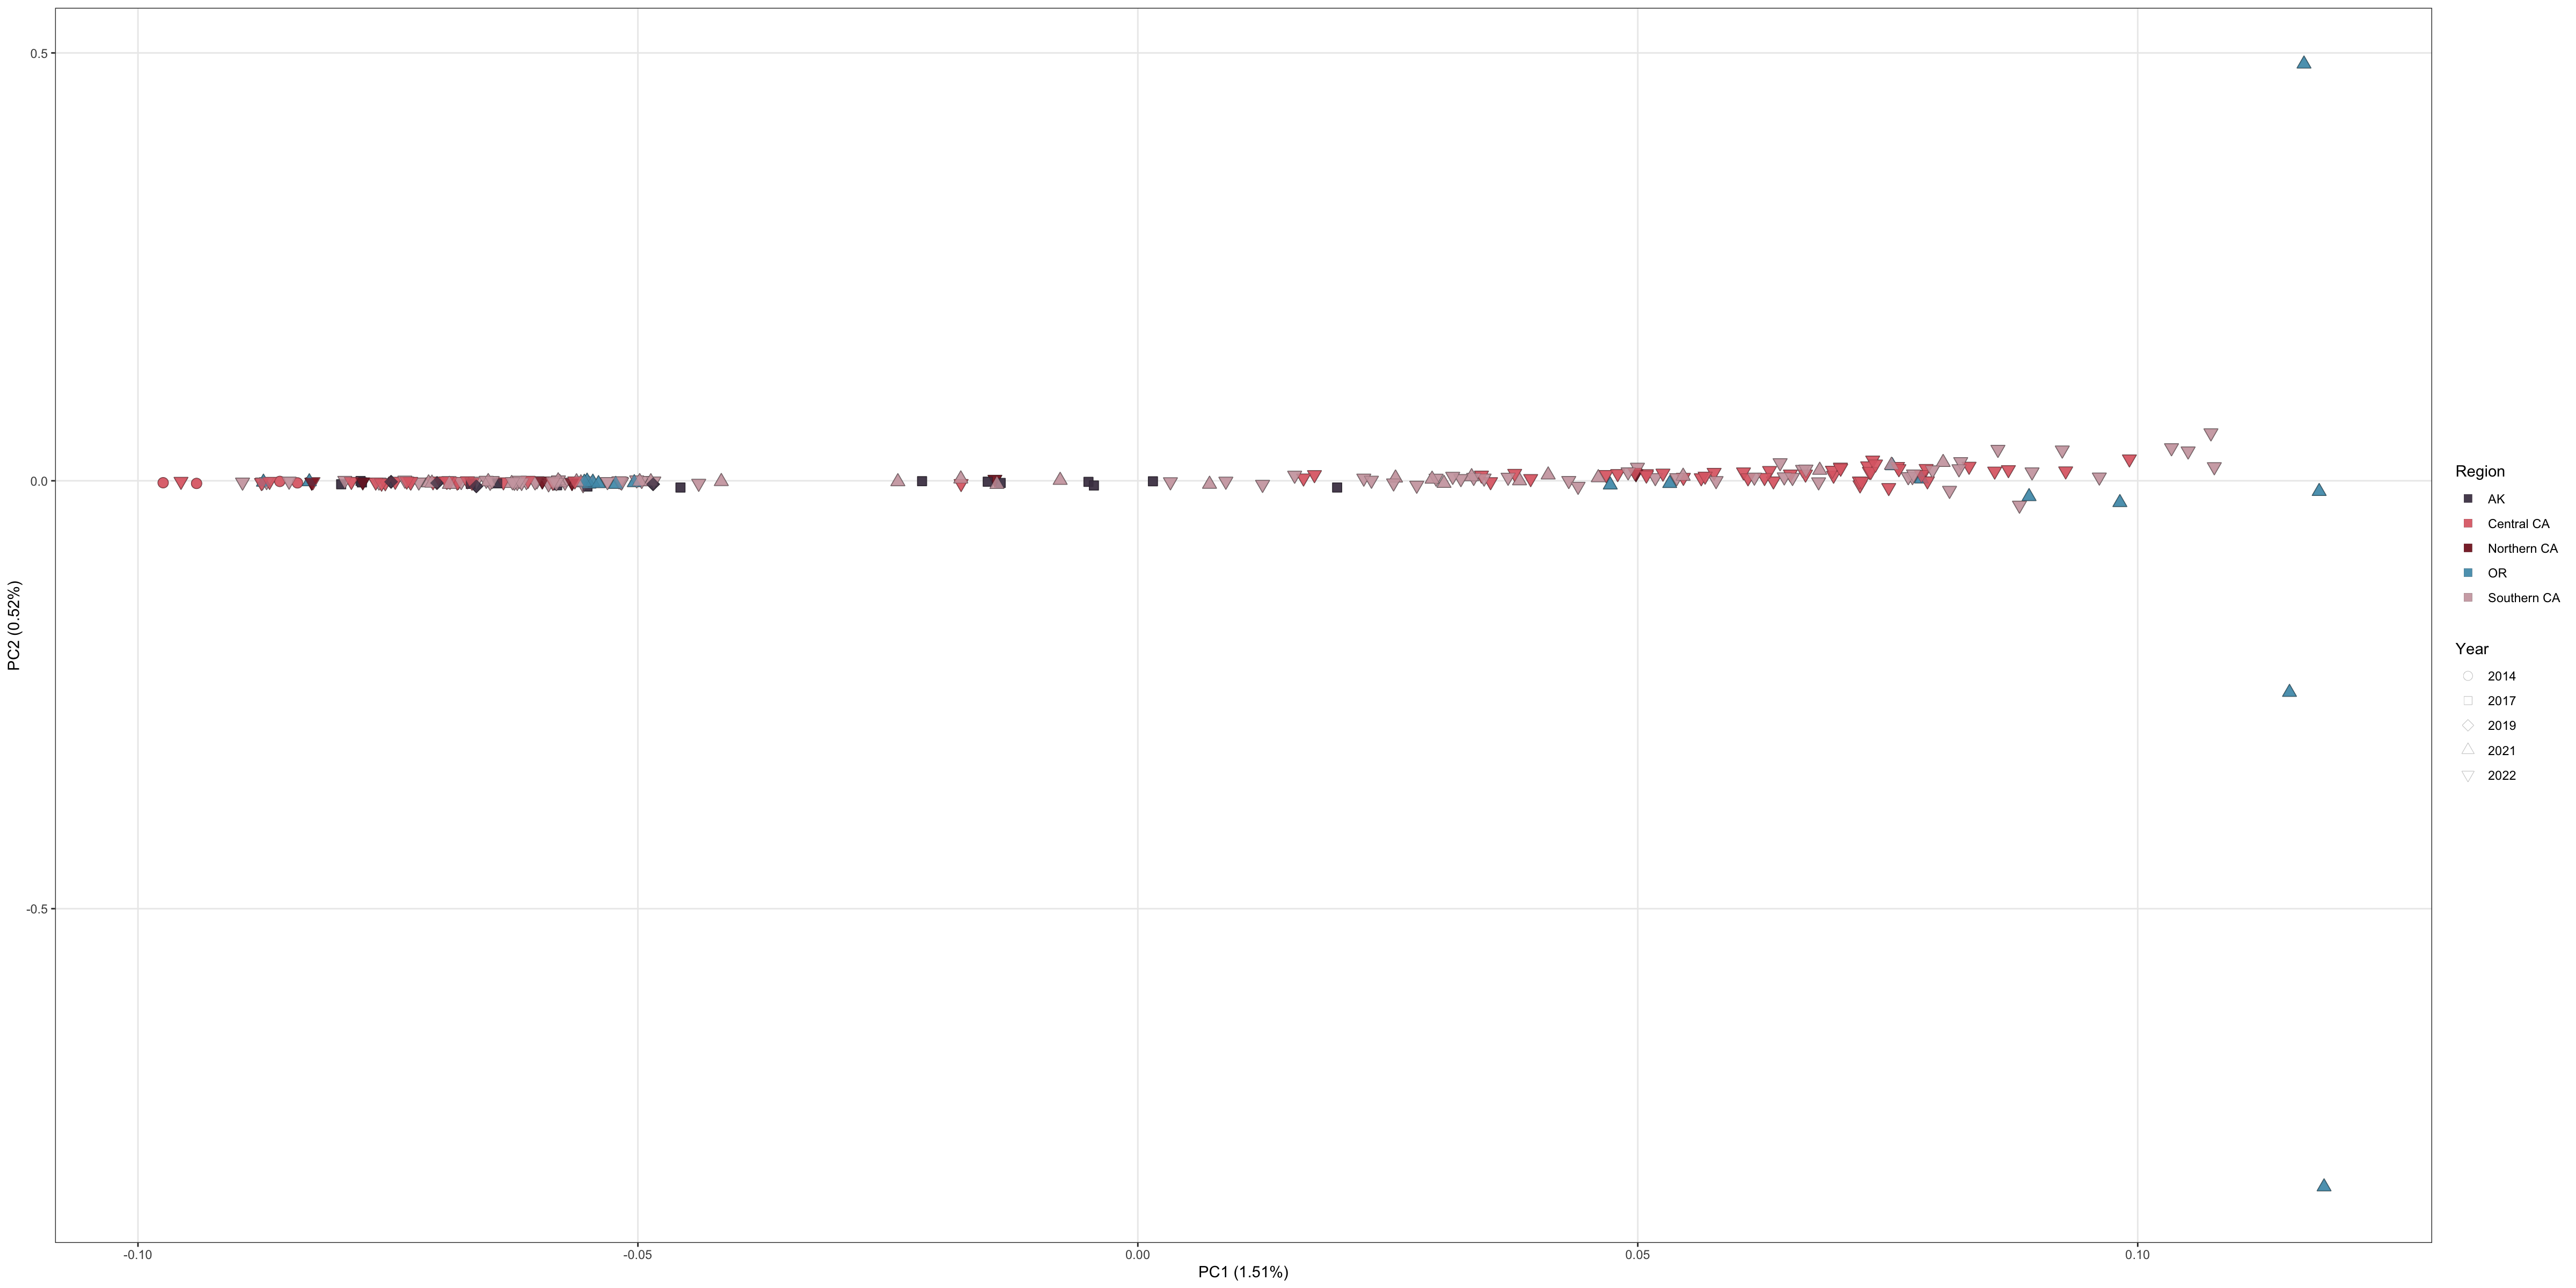 0.5
0.0
-0.5
PC2 (0.52%)
-0.10
-0.05
0.00
0.05
0.10
PC1 (1.51%)
Region
AK
Central CA
Northern CA
OR
Southern CA
Year
2014
2017
2019
2021
2022